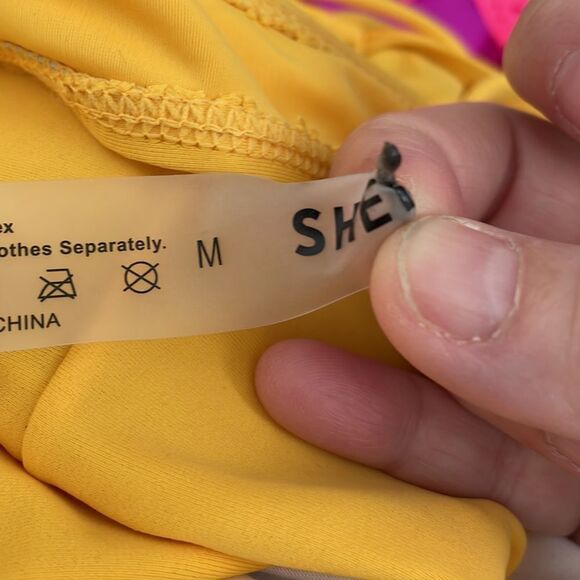 ex
othes Separately.
M
SHE
CHINA